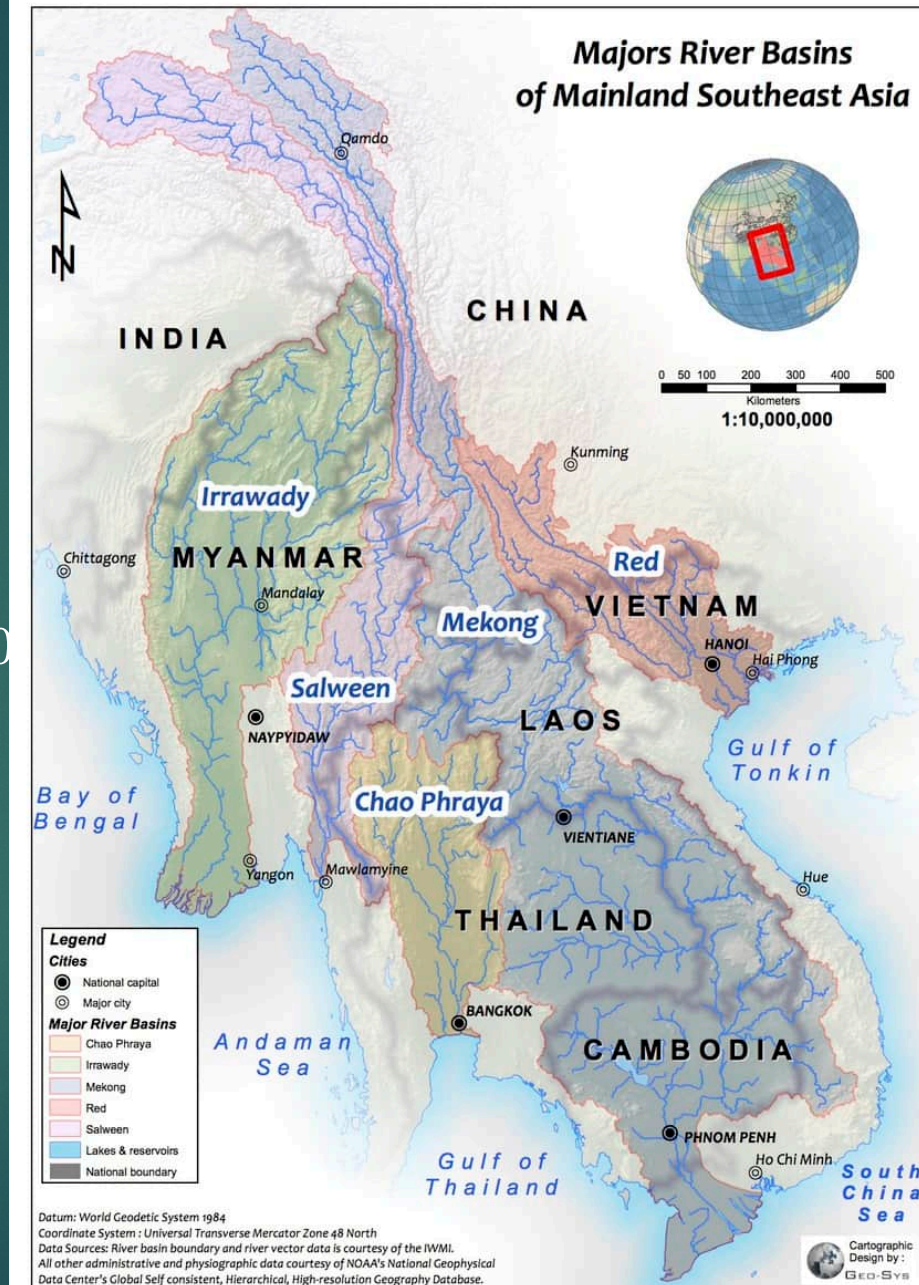 Majors River Basins
of Mainland Southeast Asia
Qamdo
N
CHINA
INDIA
0 50 100 200 300 400 500
Kilometers
1:10,000,000
Kunming
Irrawady
Chittagong
MYANMAR
Red
Mandalay
VIETNAM
Mekong
HANOI
Hai Phong
Salween
LAOS
NAYPYIDAW
Gulf of
Tonkin
Bay of
Bengal
Chao Phraya
VIENTIANE
Yangon
Mawlamyine
Hue
THAILAND
Legend
Cities
National capital
Major city
Major River Basins
Chao Phraya
Irrawady
Mekong
Red
Salween
Lakes & reservoirs
National boundary
BANGKOK
Andaman
Sea
CAMBODIA
PHNOM PENH
Gulf of
Thailand
Ho Chi Minh
South
China
Sea
Datum: World Geodetic System 1984
Coordinate System : Universal Transverse Mercator Zone 48 North
Data Sources: River basin boundary and river vector data is courtesy of the IWMI.
All other administrative and physiographic data courtesy of NOAA's National Geophysical
Data Center's Global Self consistent, Hierarchical, High-resolution Geography Database.
Cartographic
Design by :
GEO-SYS